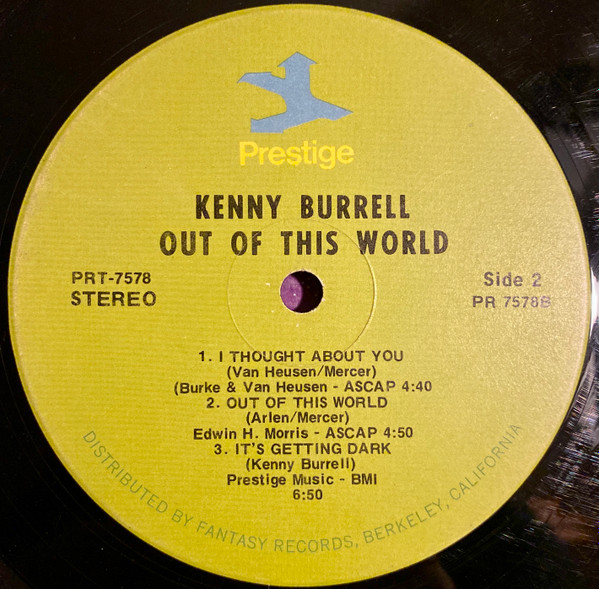 Prestige
KENNY BURRELL
OUT OF THIS WORLD
PRT-7578
STEREO
Side 2
PR 7578B
1. I THOUGHT ABOUT YOU
(Van Heusen/Mercer)
(Burke & Van Heusen - ASCAP 4:40
2. OUT OF THIS WORLD
(Arlen/Mercer)
Edwin H. Morris - ASCAP 4:50
3. IT'S GETTING DARK
(Kenny Burrell)
Prestige Music - BMI
6:50
DISTRIBUTED BY FANTASY RECORDS, BERKELEY, CALIFORNIA